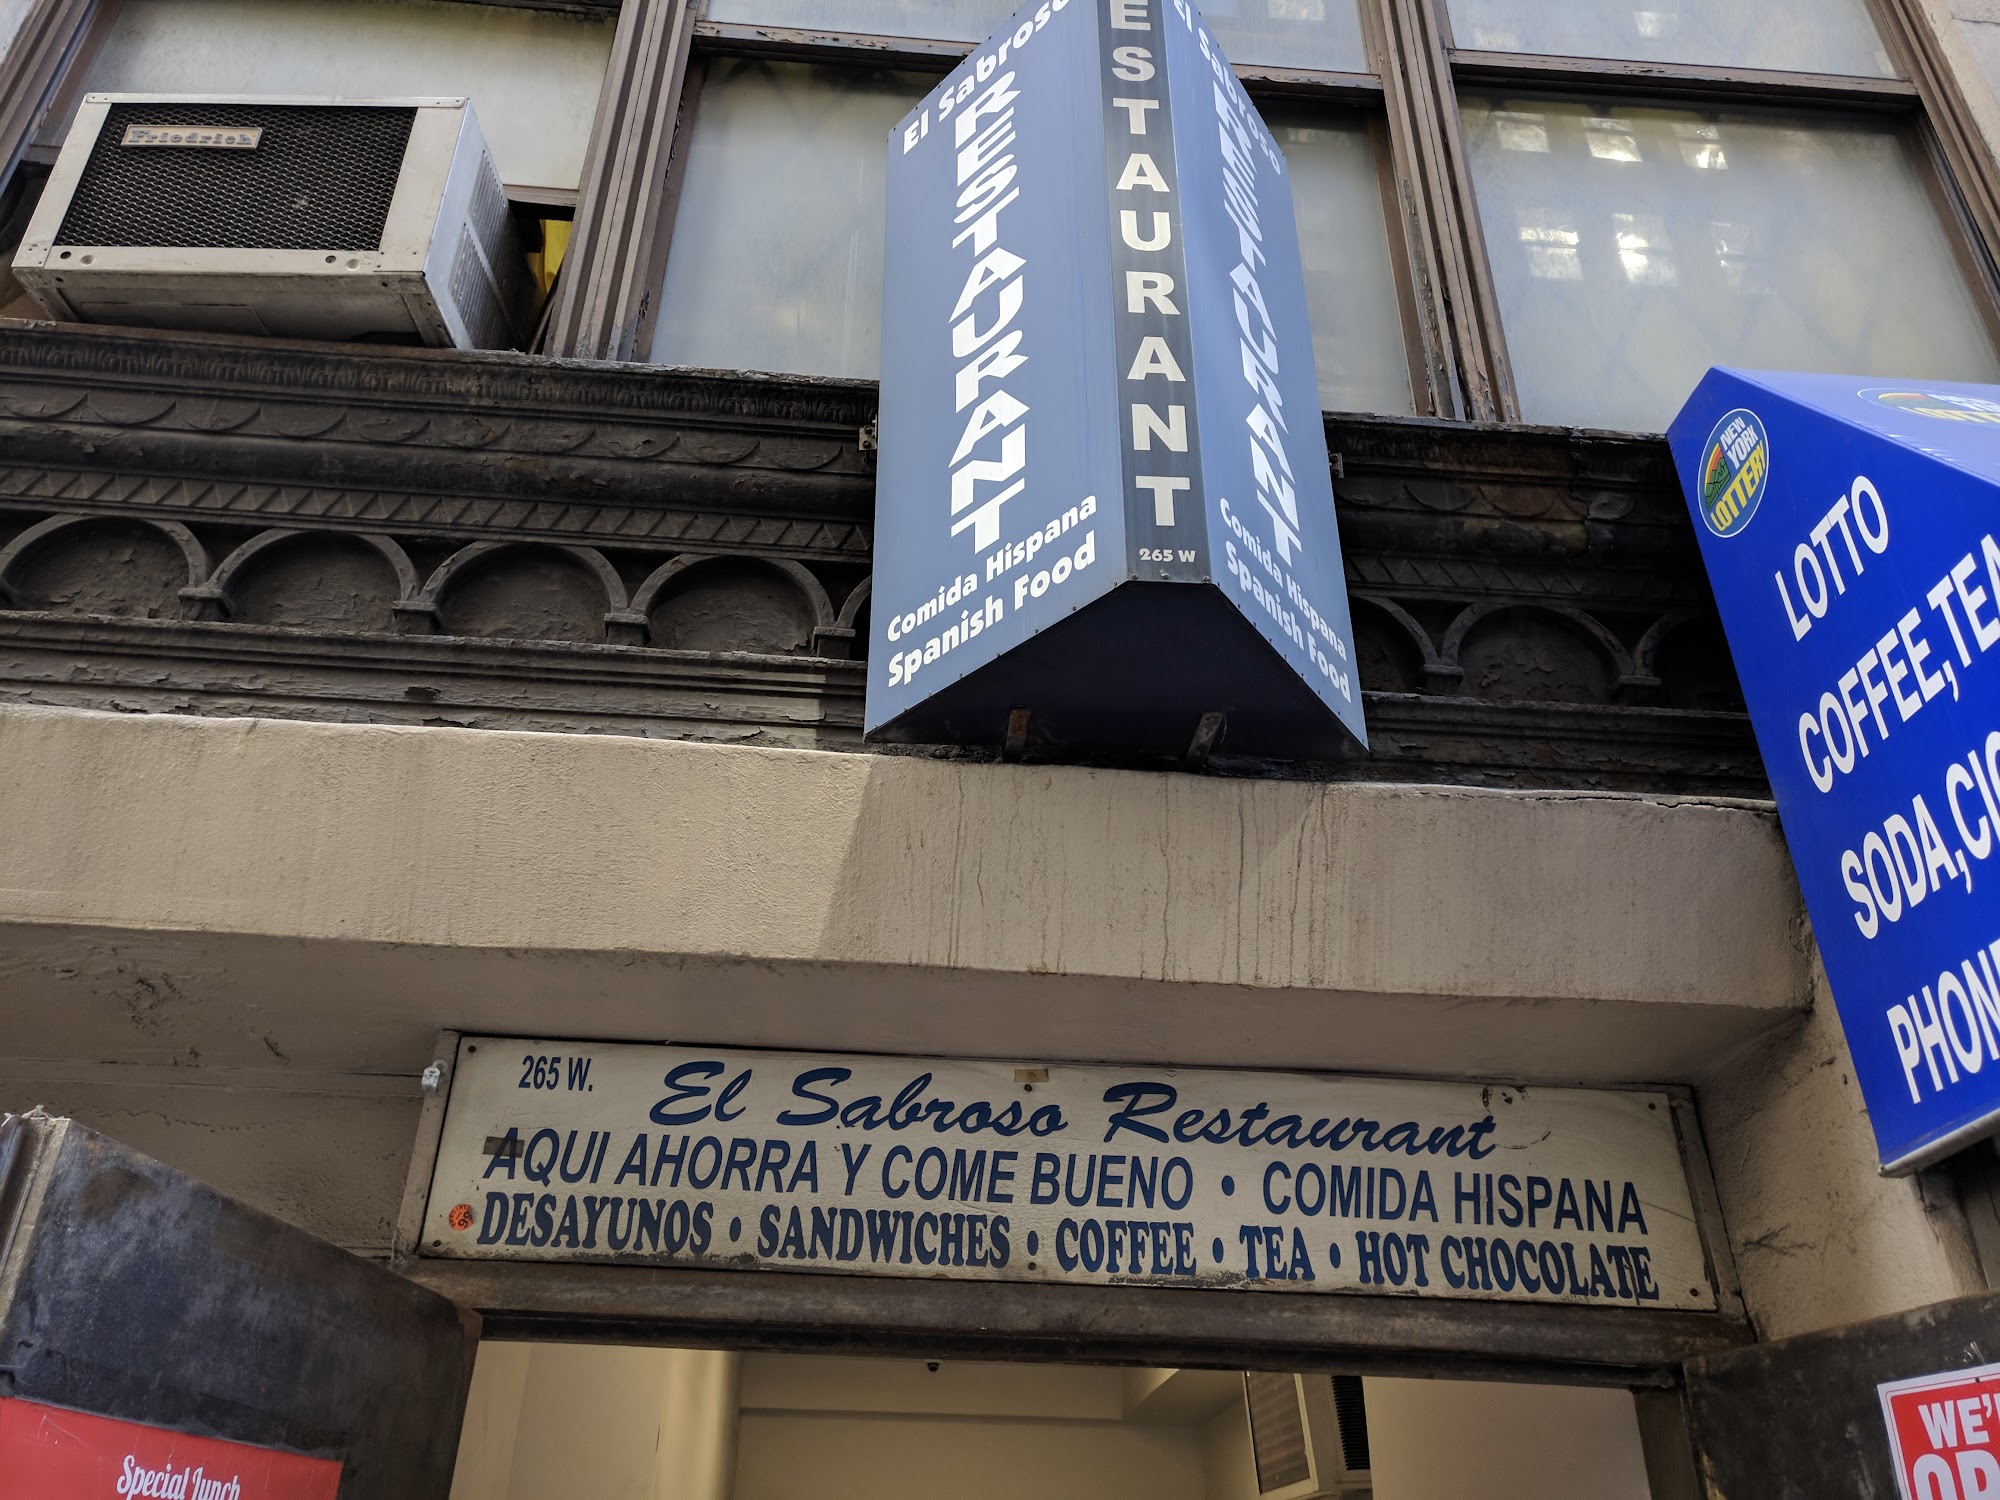 Friedrich
El Sabroso
RESTAURANT
Comida Hispana
Spanish Food
ESTAURANT
265 W
El Sabroso
RESTAURANT
Comida Hispana
Spanish Food
NEW
YORK
LOTTERY
LOTTO
COFFEE,TEA
SODA,CIG
PHONE
265 W.
El Sabroso Restaurant
AQUI AHORRA Y COME BUENO • COMIDA HISPANA
DESAYUNOS • SANDWICHES • COFFEE • TEA • HOT CHOCOLATE
Special Lunch
WE'
OP